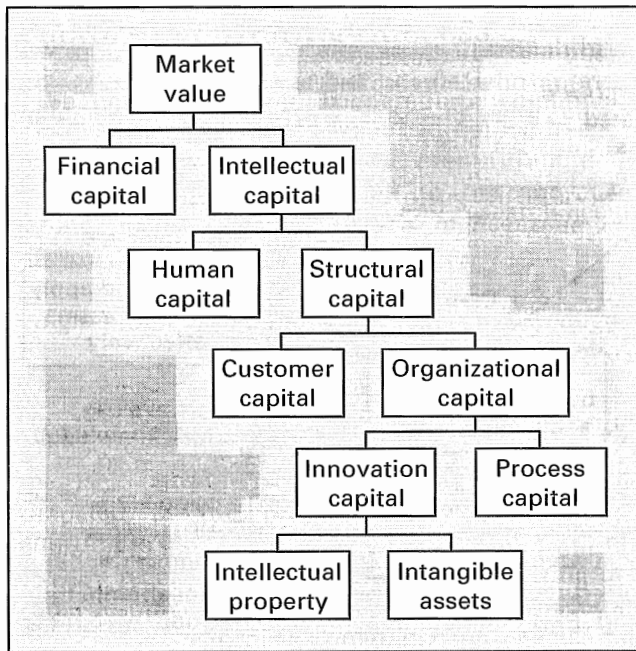 Market
value
Financial
capital
Intellectual
capital
Human
capital
Structural
capital
Customer
capital
Organizational
capital
Innovation
capital
Process
capital
Intellectual
property
Intangible
assets